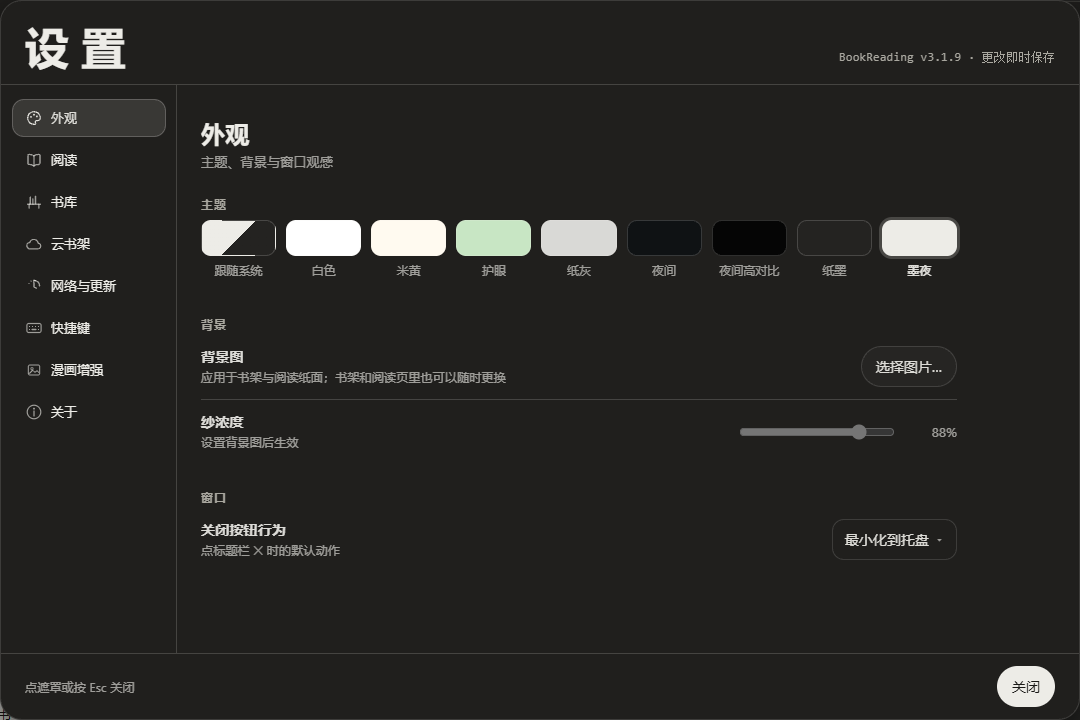 设置
BookReading v3.1.9 · 更改即时保存
外观
阅读
书库
云书架
网络与更新
快捷键
漫画增强
关于
外观
主题、背景与窗口观感
主题
跟随系统 白色 米黄 护眼 纸灰 夜间 夜间高对比 纸墨 墨夜
背景
背景图
应用于书架与阅读纸面；书架和阅读页里也可以随时更换
选择图片…
纱浓度
设置背景图后生效
88%
窗口
关闭按钮行为
点标题栏 ✕ 时的默认动作
最小化到托盘
点遮罩或按 Esc 关闭
关闭